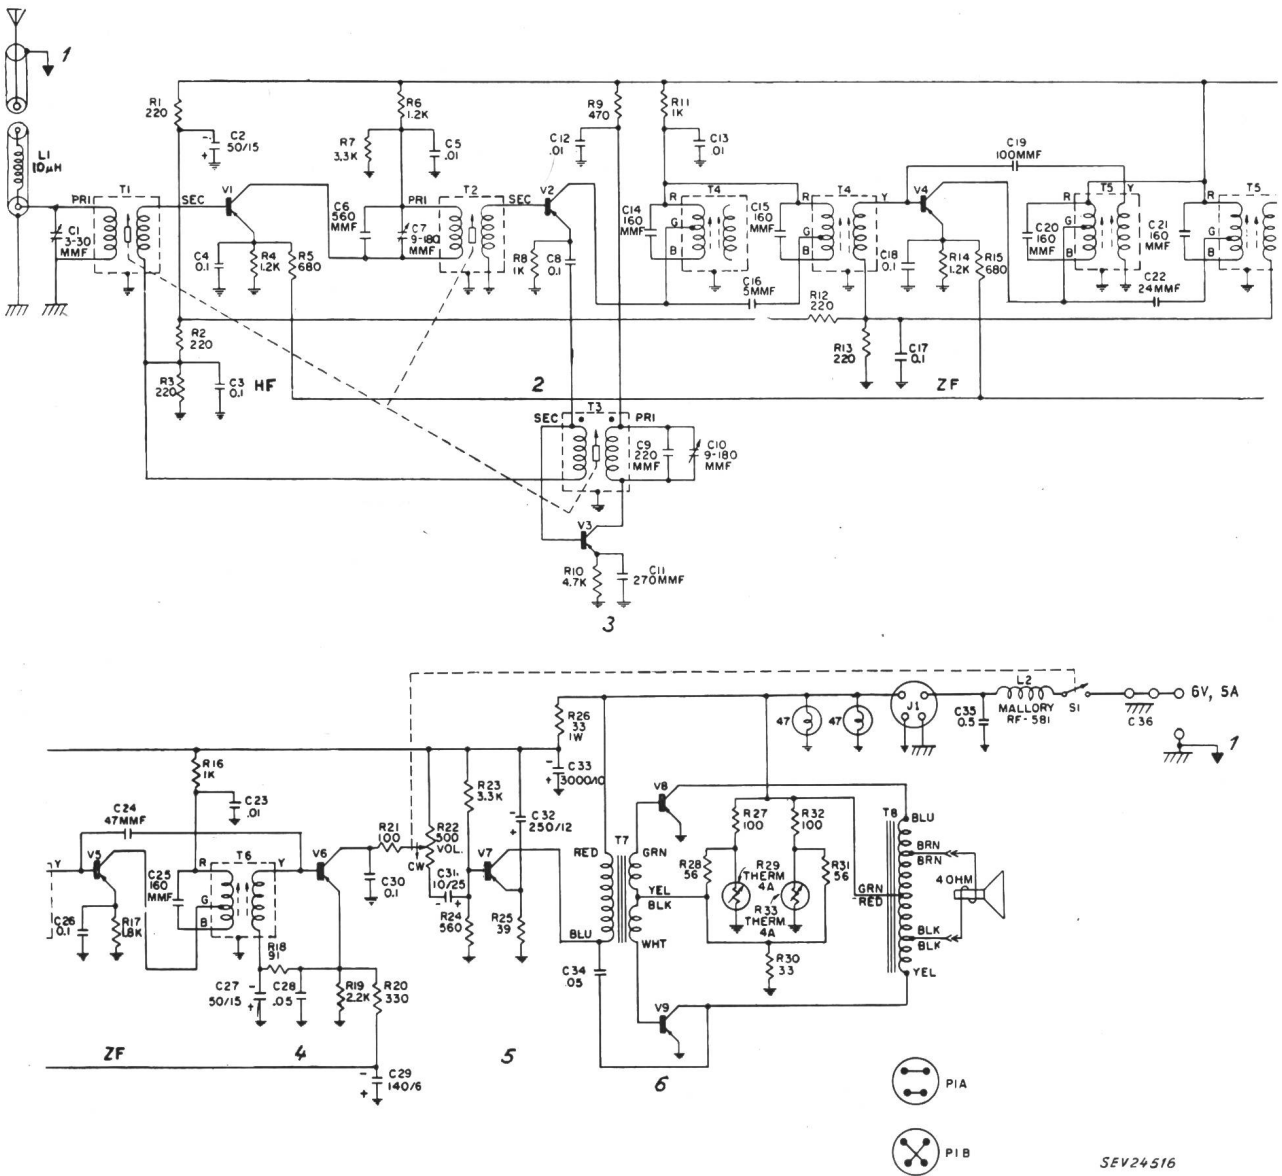 1
L1
10µH
R1
220
C2
50/15
R6
1.2K
R7
3.3K
C5
.01
C12
.01
R9
470
R11
1K
C13
.01
C19
100MMF
T1
PRI
SEC
V1
C1
3-30
MMF
C4
0.1
R4
1.2K
R5
680
C6
560
MMF
PRI
T2
SEC
C7
9-180
MMF
V2
R8
1K
C8
0.1
C14
160
MMF
R
G
B
T4
C15
160
MMF
R
G
B
T4
Y
V4
C16
5MMF
C18
0.1
R14
1.2K
R15
680
C20
160
MMF
R
G
B
T5
Y
C21
160
MMF
R
G
B
T5
C22
24MMF
R12
220
R2
220
R3
220
C3
0.1
HF
2
R13
220
C17
0.1
ZF
SEC
T3
PRI
C9
220
MMF
C10
9-180
MMF
V3
R10
4.7K
C11
270MMF
3
R16
1K
C24
47MMF
C23
.01
Y
V5
C25
160
MMF
R
G
B
T6
Y
V6
C26
0.1
R17
1.8K
R18
91
C27
50/15
C28
.05
R19
2.2K
R20
330
ZF
4
C29
140/6
R21
100
R22
500
VOL.
CW
C30
0.1
C31
10/25
R23
3.3K
V7
R24
560
R25
39
C32
250/12
R26
33
1W
C33
3000/10
5
RED
BLU
T7
GRN
YEL
BLK
WHT
C34
.05
V8
V9
6
R28
56
R27
100
R32
100
R31
56
R29
THERM
4A
R33
THERM
4A
R30
33
47
47
J1
C35
0.5
L2
MALLORY
RF-581
S1
C36
6V, 5A
1
T8
BLU
BRN
BRN
GRN
RED
4 OHM
BLK
BLK
YEL
P1A
P1B
SEV24516